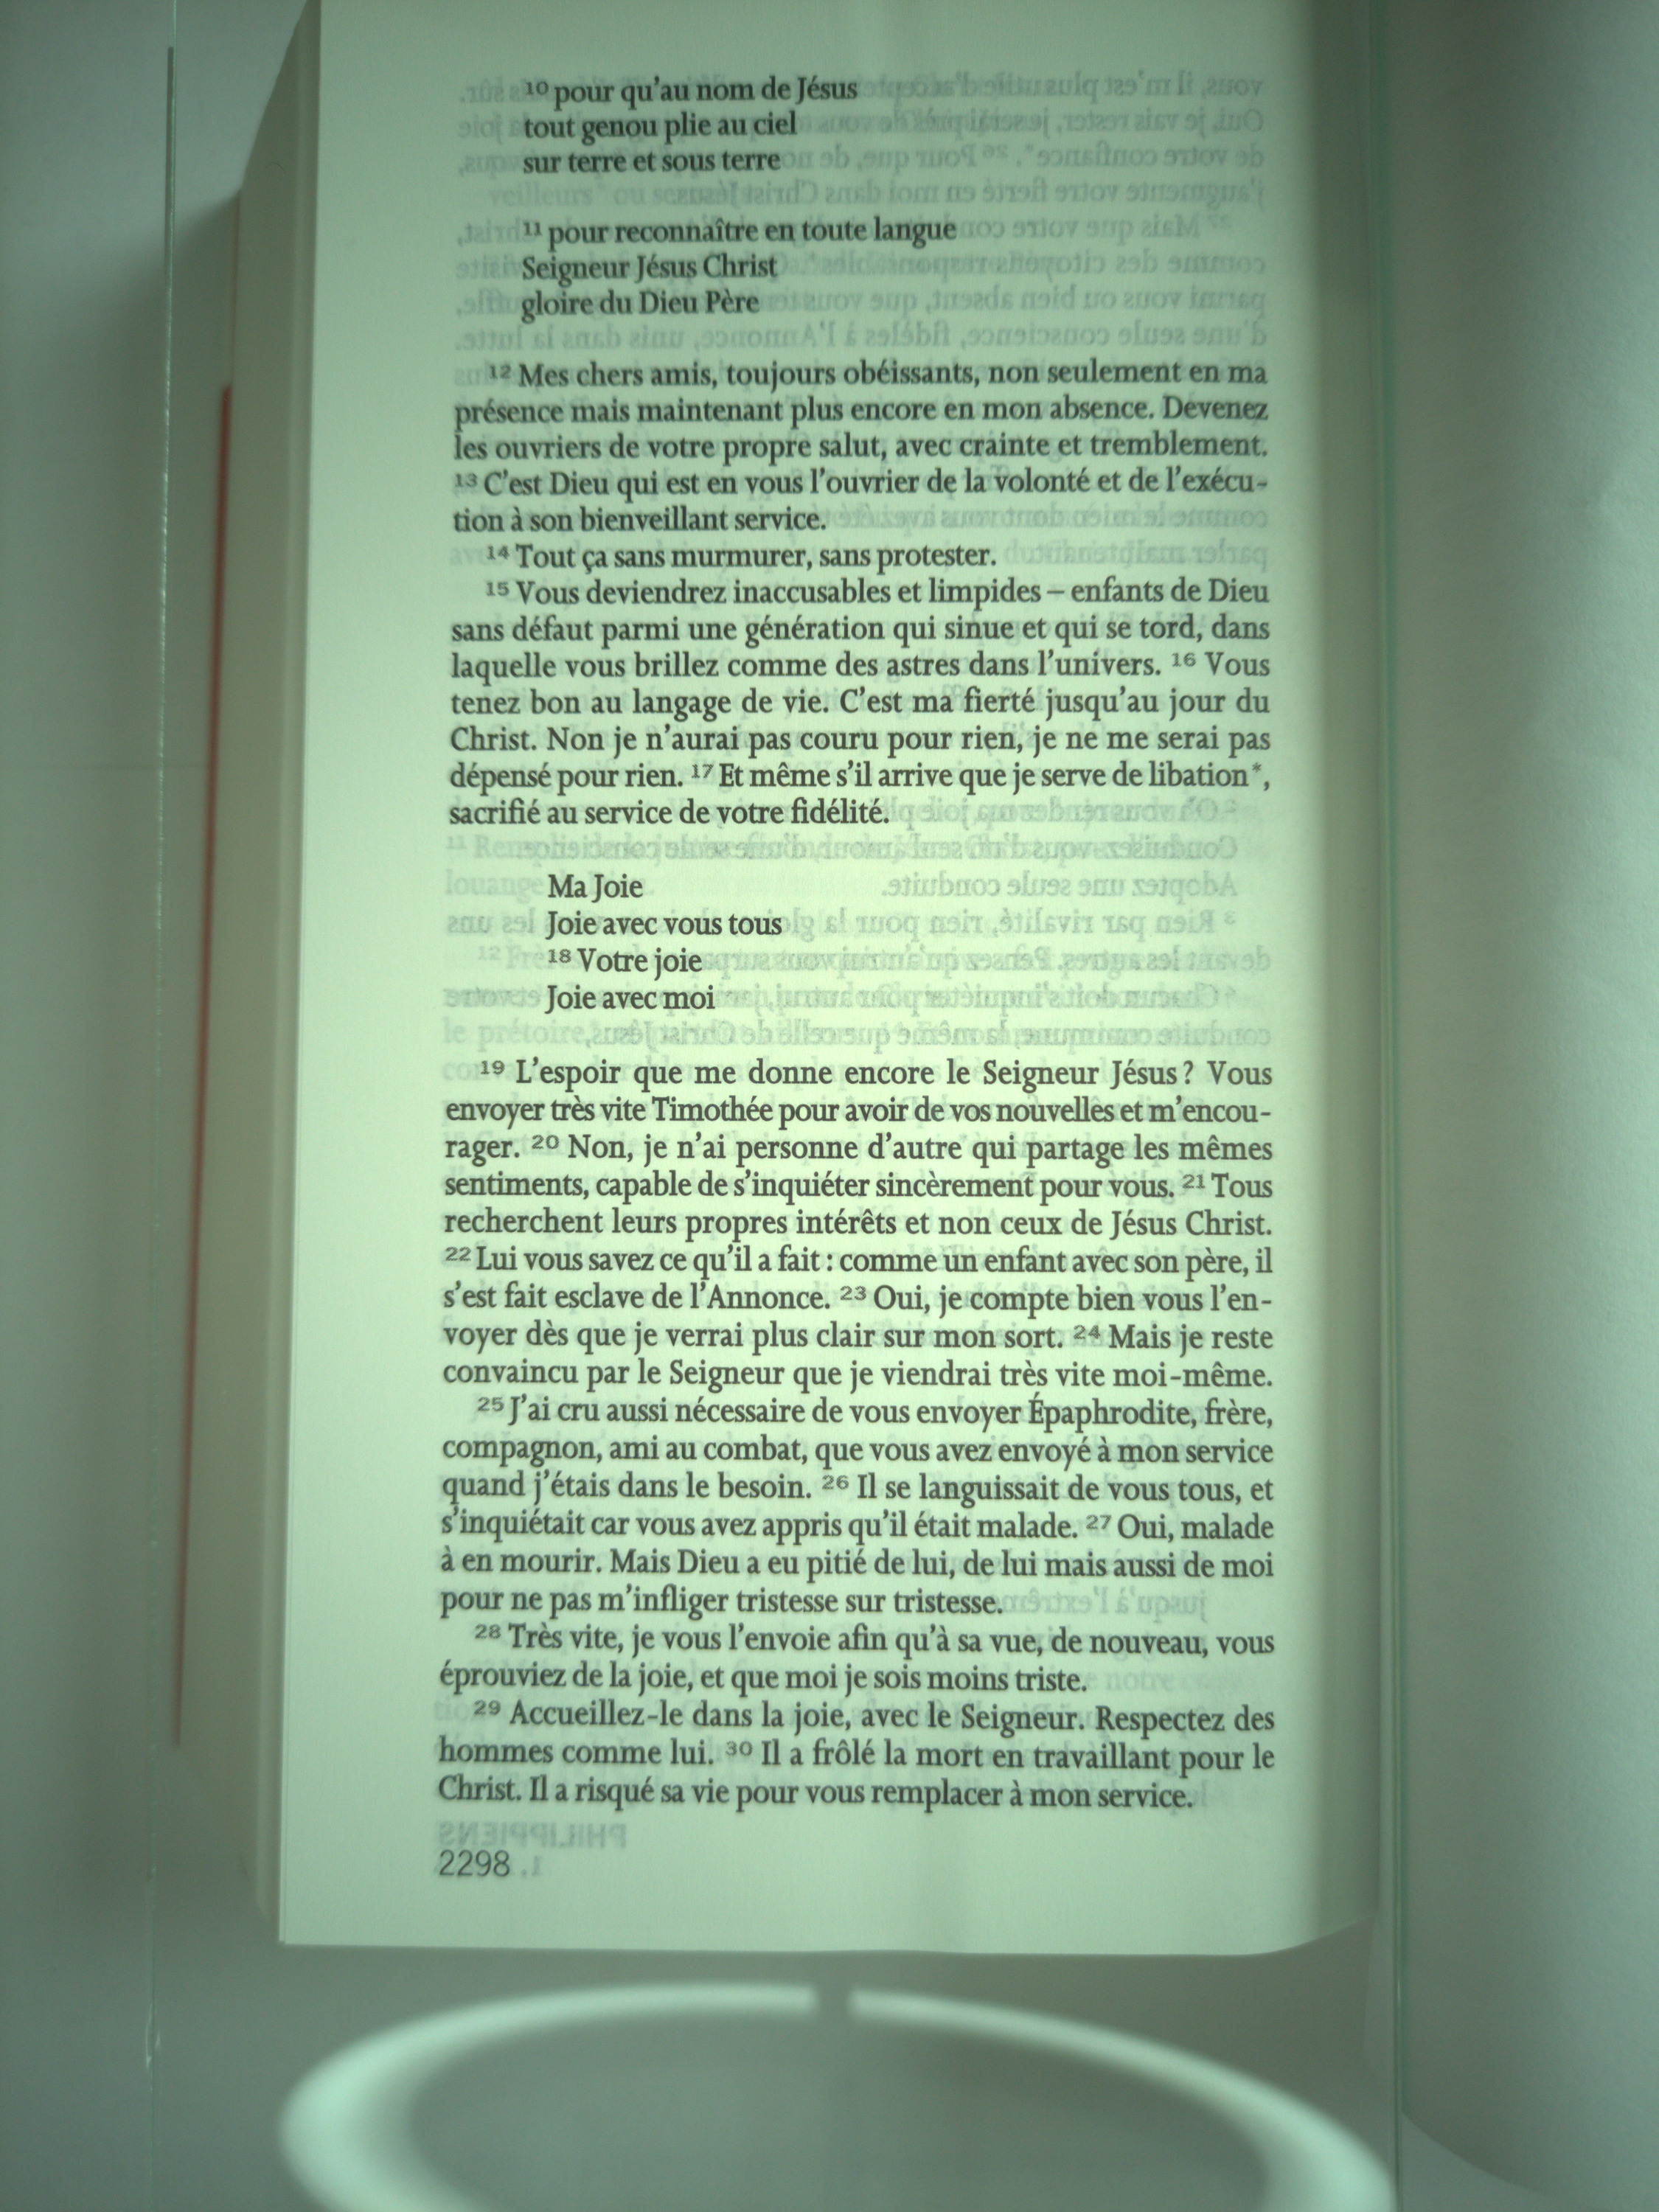 10 pour qu'au nom de Jésus
tout genou plie au ciel
sur terre et sous terre
11 pour reconnaître en toute langue
Seigneur Jésus Christ
gloire du Dieu Père
12 Mes chers amis, toujours obéissants, non seulement en ma
présence mais maintenant plus encore en mon absence. Devenez
les ouvriers de votre propre salut, avec crainte et tremblement.
13 C'est Dieu qui est en vous l'ouvrier de la volonté et de l'exécu-
tion à son bienveillant service.
14 Tout ça sans murmurer, sans protester.
15 Vous deviendrez inaccusables et limpides – enfants de Dieu
sans défaut parmi une génération qui sinue et qui se tord, dans
laquelle vous brillez comme des astres dans l'univers. 16 Vous
tenez bon au langage de vie. C'est ma fierté jusqu'au jour du
Christ. Non je n'aurai pas couru pour rien, je ne me serai pas
dépensé pour rien. 17 Et même s'il arrive que je serve de libation*,
sacrifié au service de votre fidélité.
Ma Joie
Joie avec vous tous
18 Votre joie
Joie avec moi
19 L'espoir que me donne encore le Seigneur Jésus ? Vous
envoyer très vite Timothée pour avoir de vos nouvelles et m'encou-
rager. 20 Non, je n'ai personne d'autre qui partage les mêmes
sentiments, capable de s'inquiéter sincèrement pour vous. 21 Tous
recherchent leurs propres intérêts et non ceux de Jésus Christ.
22 Lui vous savez ce qu'il a fait : comme un enfant avec son père, il
s'est fait esclave de l'Annonce. 23 Oui, je compte bien vous l'en-
voyer dès que je verrai plus clair sur mon sort. 24 Mais je reste
convaincu par le Seigneur que je viendrai très vite moi-même.
25 J'ai cru aussi nécessaire de vous envoyer Épaphrodite, frère,
compagnon, ami au combat, que vous avez envoyé à mon service
quand j'étais dans le besoin. 26 Il se languissait de vous tous, et
s'inquiétait car vous avez appris qu'il était malade. 27 Oui, malade
à en mourir. Mais Dieu a eu pitié de lui, de lui mais aussi de moi
pour ne pas m'infliger tristesse sur tristesse.
28 Très vite, je vous l'envoie afin qu'à sa vue, de nouveau, vous
éprouviez de la joie, et que moi je sois moins triste.
29 Accueillez-le dans la joie, avec le Seigneur. Respectez des
hommes comme lui. 30 Il a frôlé la mort en travaillant pour le
Christ. Il a risqué sa vie pour vous remplacer à mon service.
2298